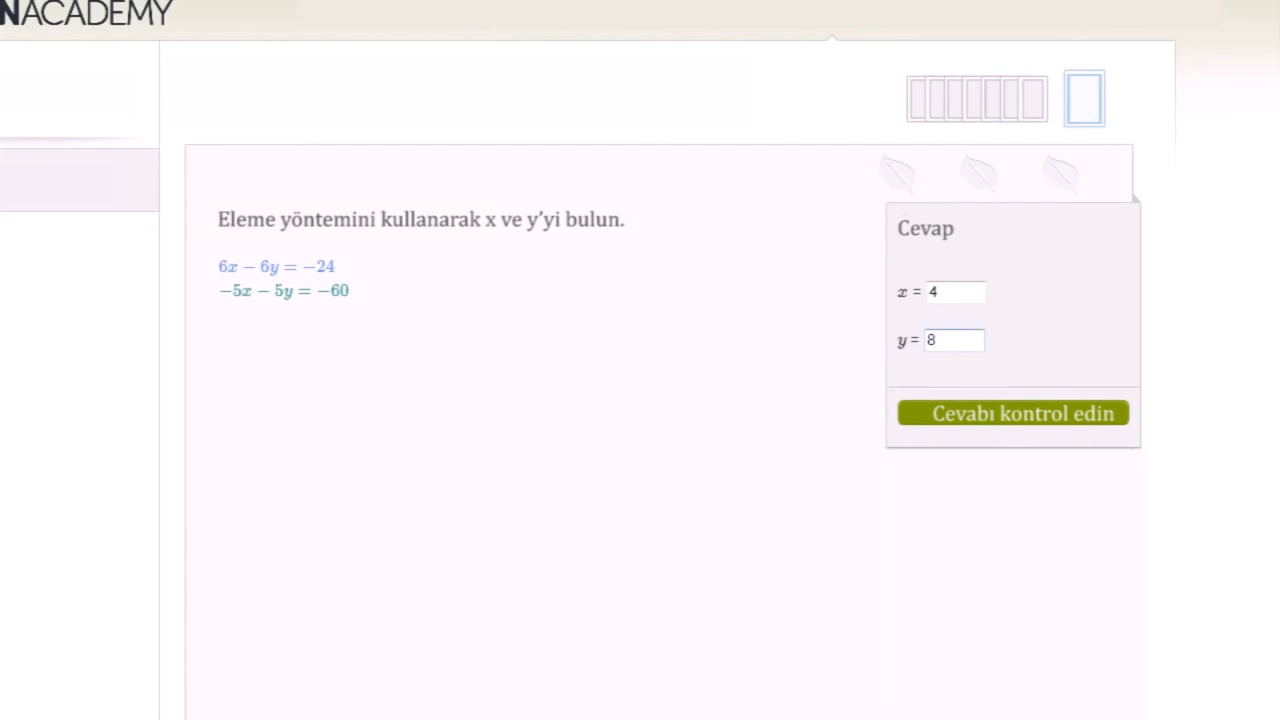 NACADEMY
Eleme yöntemini kullanarak x ve y’yi bulun.
6x − 6y = −24
−5x − 5y = −60
Cevap
x = 4
y = 8
Cevabı kontrol edin